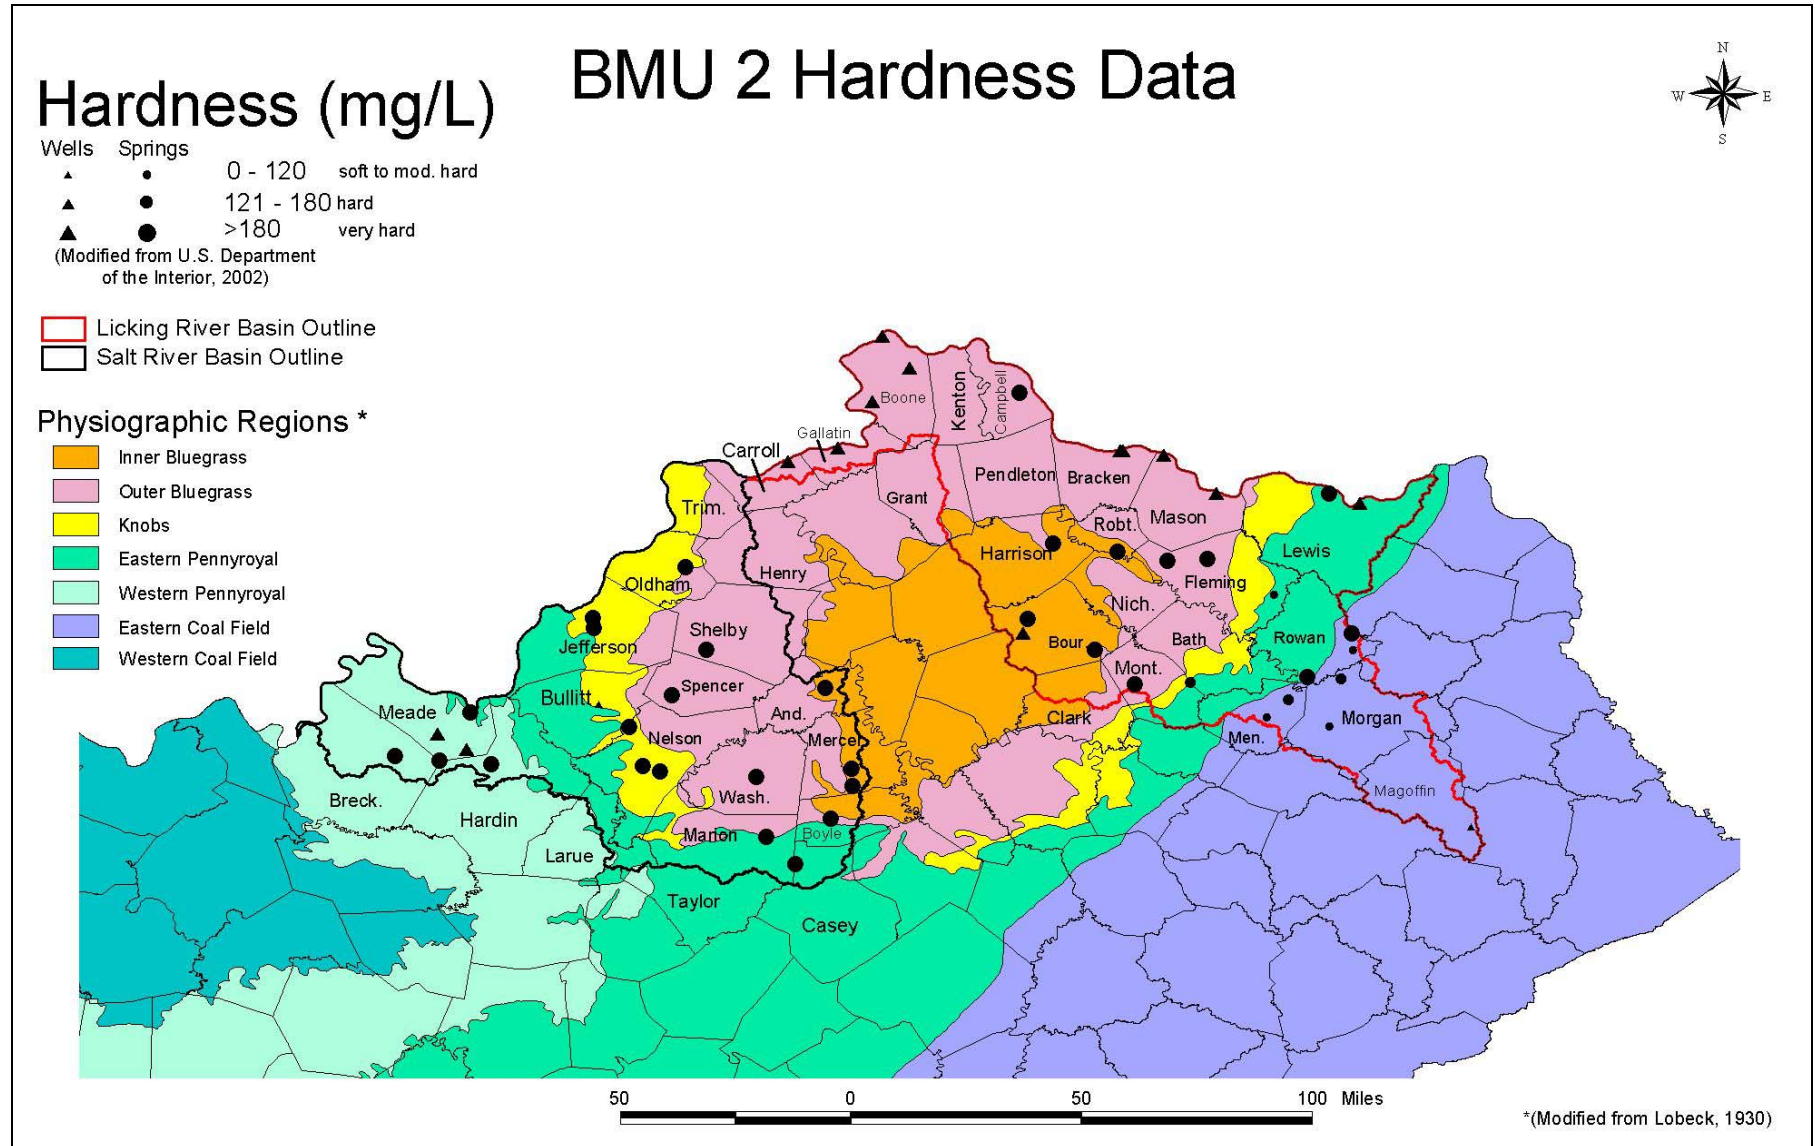 BMU 2 Hardness Data
Hardness (mg/L)
Wells Springs
0 - 120 soft to mod. hard
121 - 180 hard
>180 very hard
(Modified from U.S. Department
of the Interior, 2002)
Licking River Basin Outline
Salt River Basin Outline
Physiographic Regions *
Inner Bluegrass
Outer Bluegrass
Knobs
Eastern Pennyroyal
Western Pennyroyal
Eastern Coal Field
Western Coal Field
N
W E
S
Boone
Kenton
Campbell
Gallatin
Carroll
Grant
Pendleton
Bracken
Trim.
Robt.
Mason
Harrison
Lewis
Henry
Oldham
Fleming
Nich.
Shelby
Jefferson
Bour.
Bath
Rowan
Mont.
Spencer
Bullitt
Meade
And.
Clark
Morgan
Nelson
Mercer
Men.
Magoffin
Breck.
Wash.
Hardin
Marion
Boyle
Larue
Taylor
Casey
50 0 50 100 Miles
*(Modified from Lobeck, 1930)